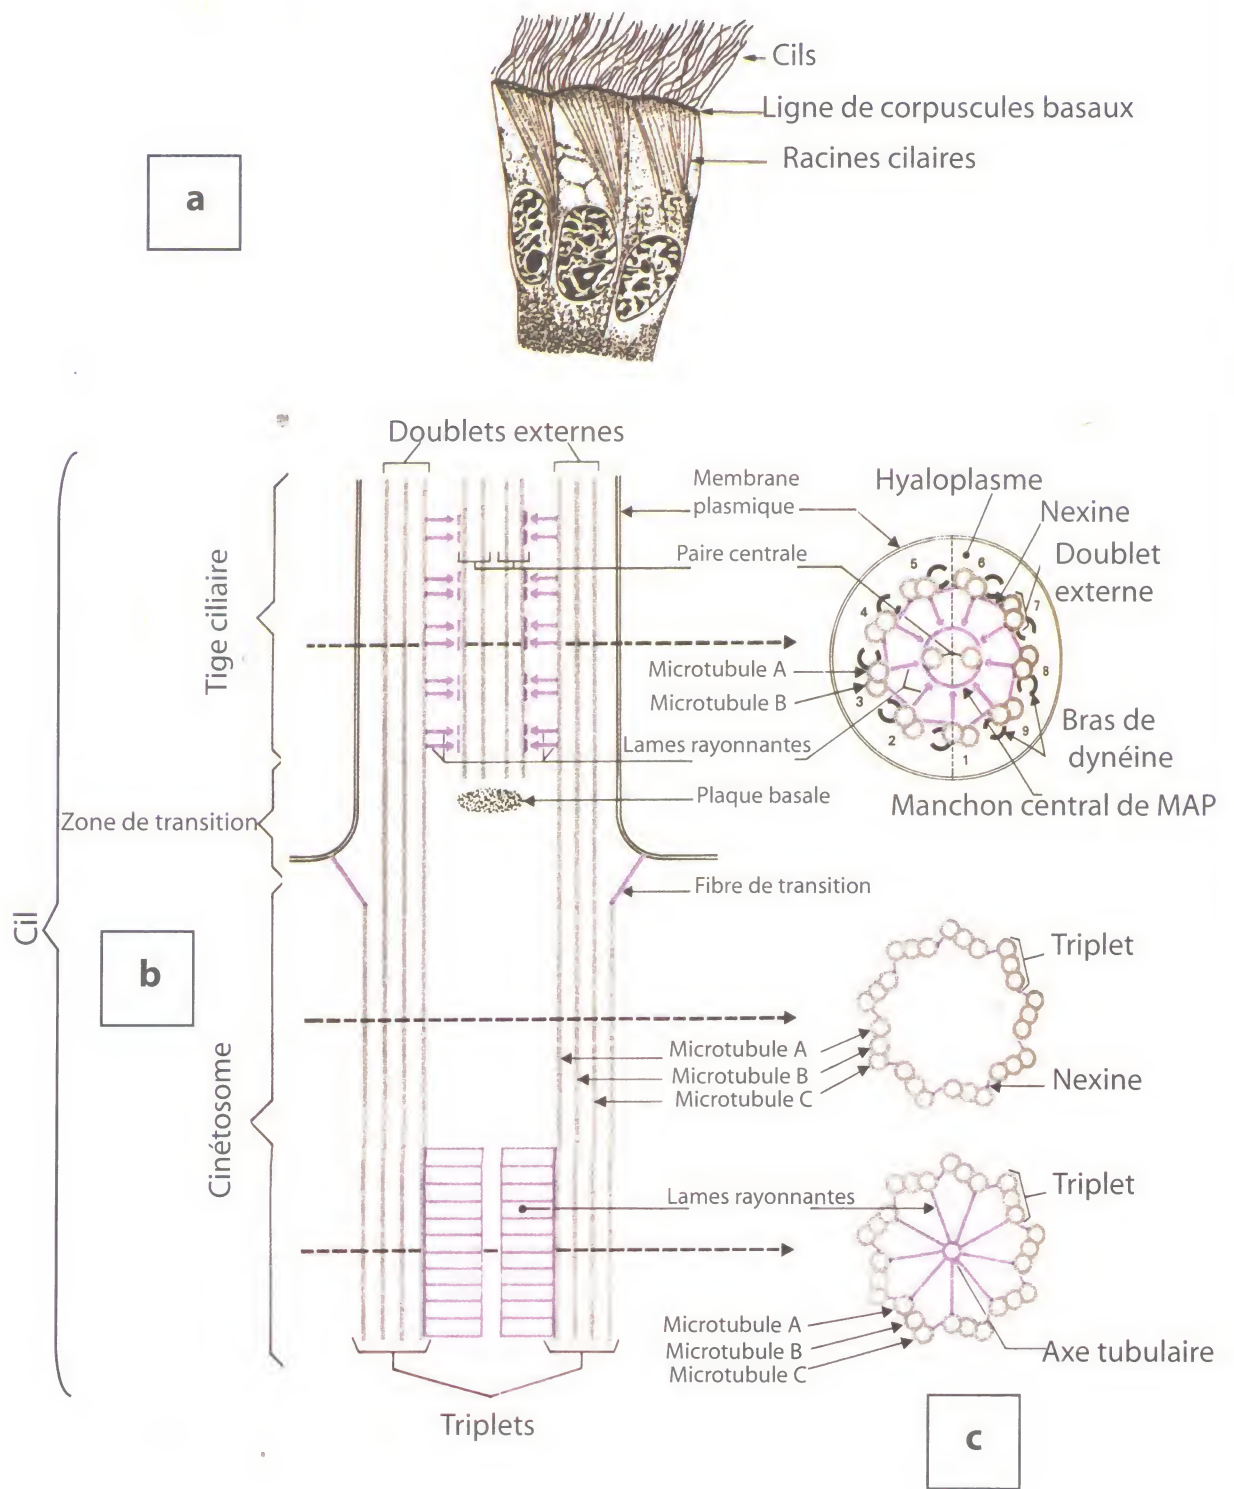 Cils
Ligne de corpuscules basaux
Racines cilaires
a
Doublets externes
Membrane
plasmique
Hyaloplasme
Nexine
Paire centrale
Doublet
externe
5
6
4
7
Tige ciliaire
Microtubule A
8
Microtubule B
3
Bras de
dynéine
2
9
1
Lames rayonnantes
Plaque basale
Manchon central de MAP
Zone de transition
Fibre de transition
Cil
b
Triplet
Cinétosome
Microtubule A
Microtubule B
Microtubule C
Nexine
Lames rayonnantes
Triplet
Microtubule A
Microtubule B
Microtubule C
Axe tubulaire
Triplets
c